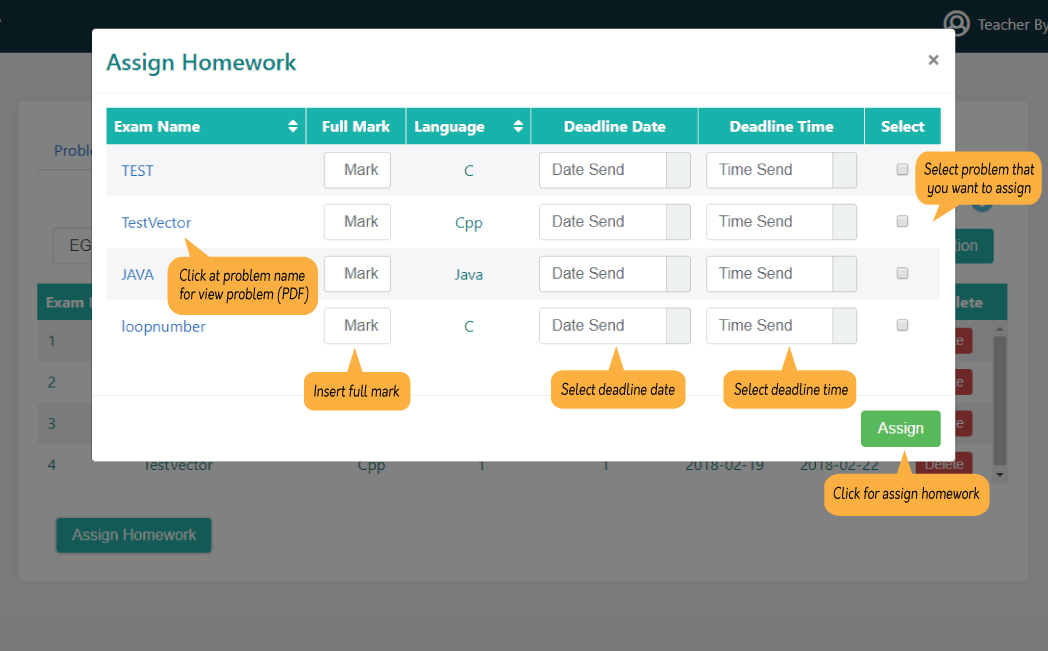 Teacher By
Assign Homework
×
Exam Name Full Mark Language Deadline Date Deadline Time Select
TEST Mark C Date Send Time Send
Select problem that
you want to assign
TestVector Mark Cpp Date Send Time Send
Click at problem name
for view problem (PDF)
JAVA Mark Java Date Send Time Send
loopnumber Mark C Date Send Time Send
Insert full mark
Select deadline date
Select deadline time
Assign
Click for assign homework
Probl
EG
tion
Exam lete
1 e
2 e
3 e
4 TestVector Cpp 1 1 2018-02-19 2018-02-22 Delete
Assign Homework